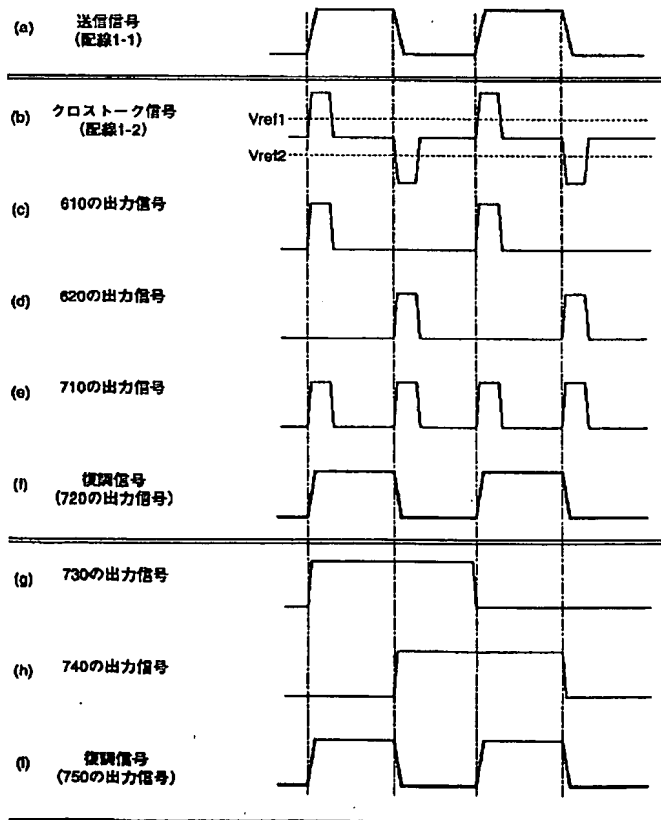 (a) 送信信号
(配線1-1)
(b) クロストーク信号
(配線1-2)
Vref1
Vref2
(c) 610の出力信号
(d) 620の出力信号
(e) 710の出力信号
(f) 復調信号
(720の出力信号)
(g) 730の出力信号
(h) 740の出力信号
(i) 復調信号
(750の出力信号)